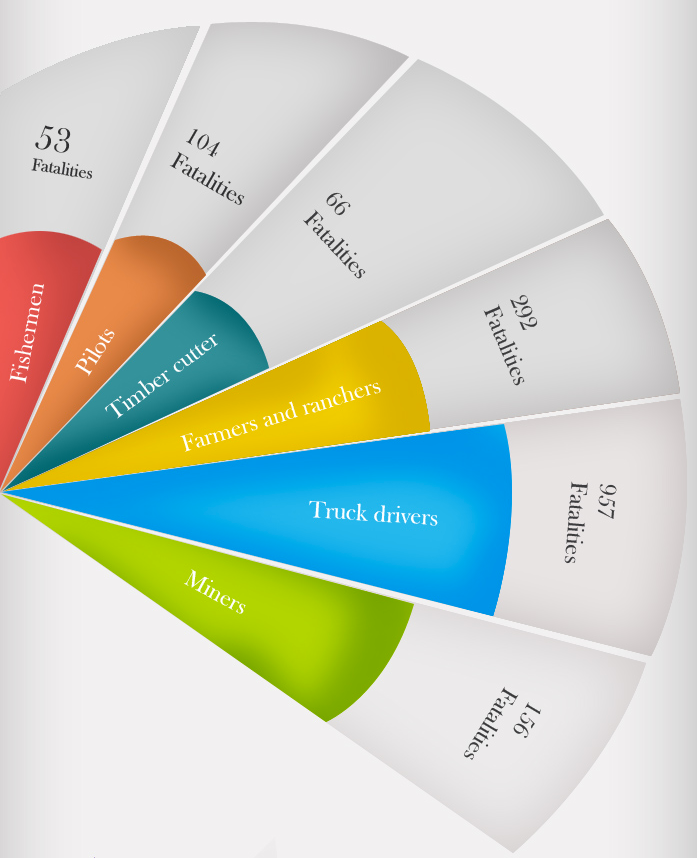 53
Fatalities
Fishermen
104
Fatalities
Pilots
66
Fatalities
Timber cutter
292
Fatalities
Farmers and ranchers
957
Fatalities
Truck drivers
156
Fatalities
Miners